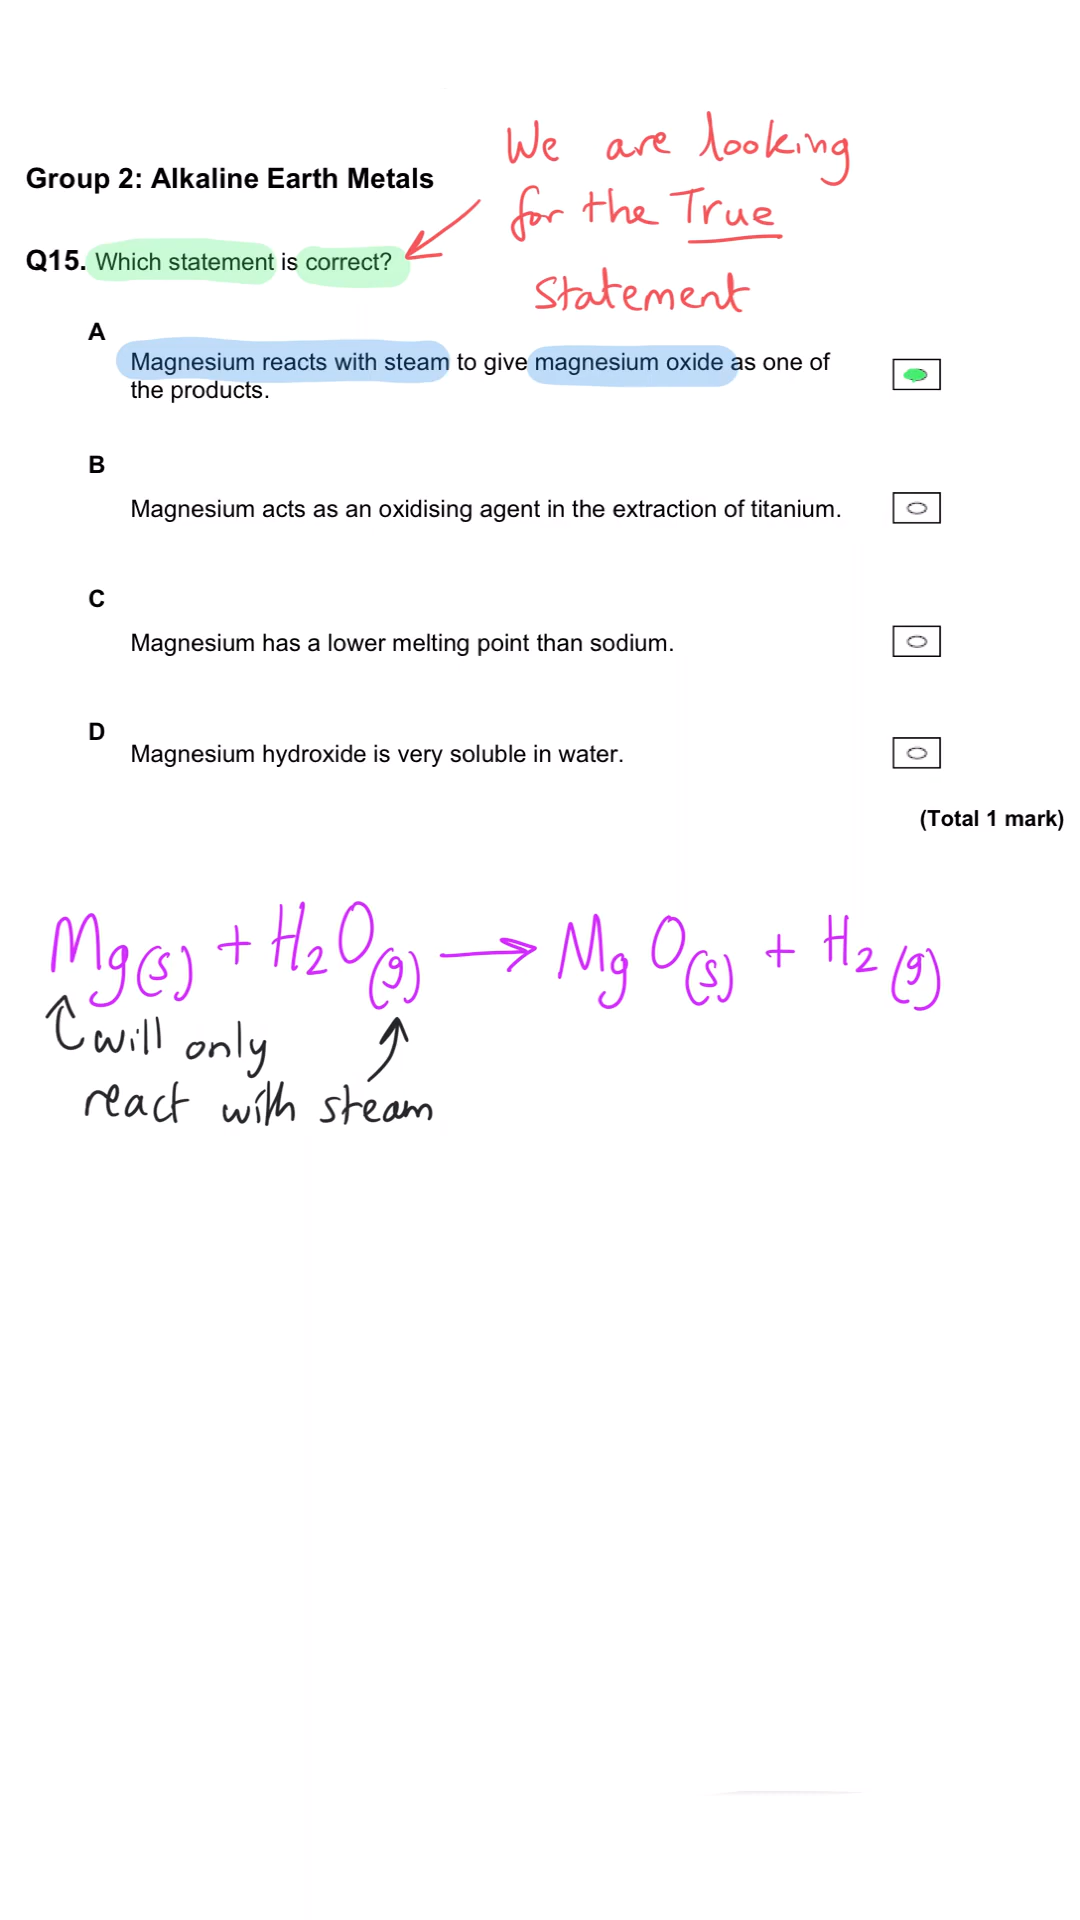 We are looking
Group 2: Alkaline Earth Metals
for the True
Q15. Which statement is correct?
statement
A
Magnesium reacts with steam to give magnesium oxide as one of
the products.
B
Magnesium acts as an oxidising agent in the extraction of titanium.
C
Magnesium has a lower melting point than sodium.
D
Magnesium hydroxide is very soluble in water.
(Total 1 mark)
Mg(s) + H₂O(g) → MgO(s) + H₂(g)
↑ will only ↑
react with steam